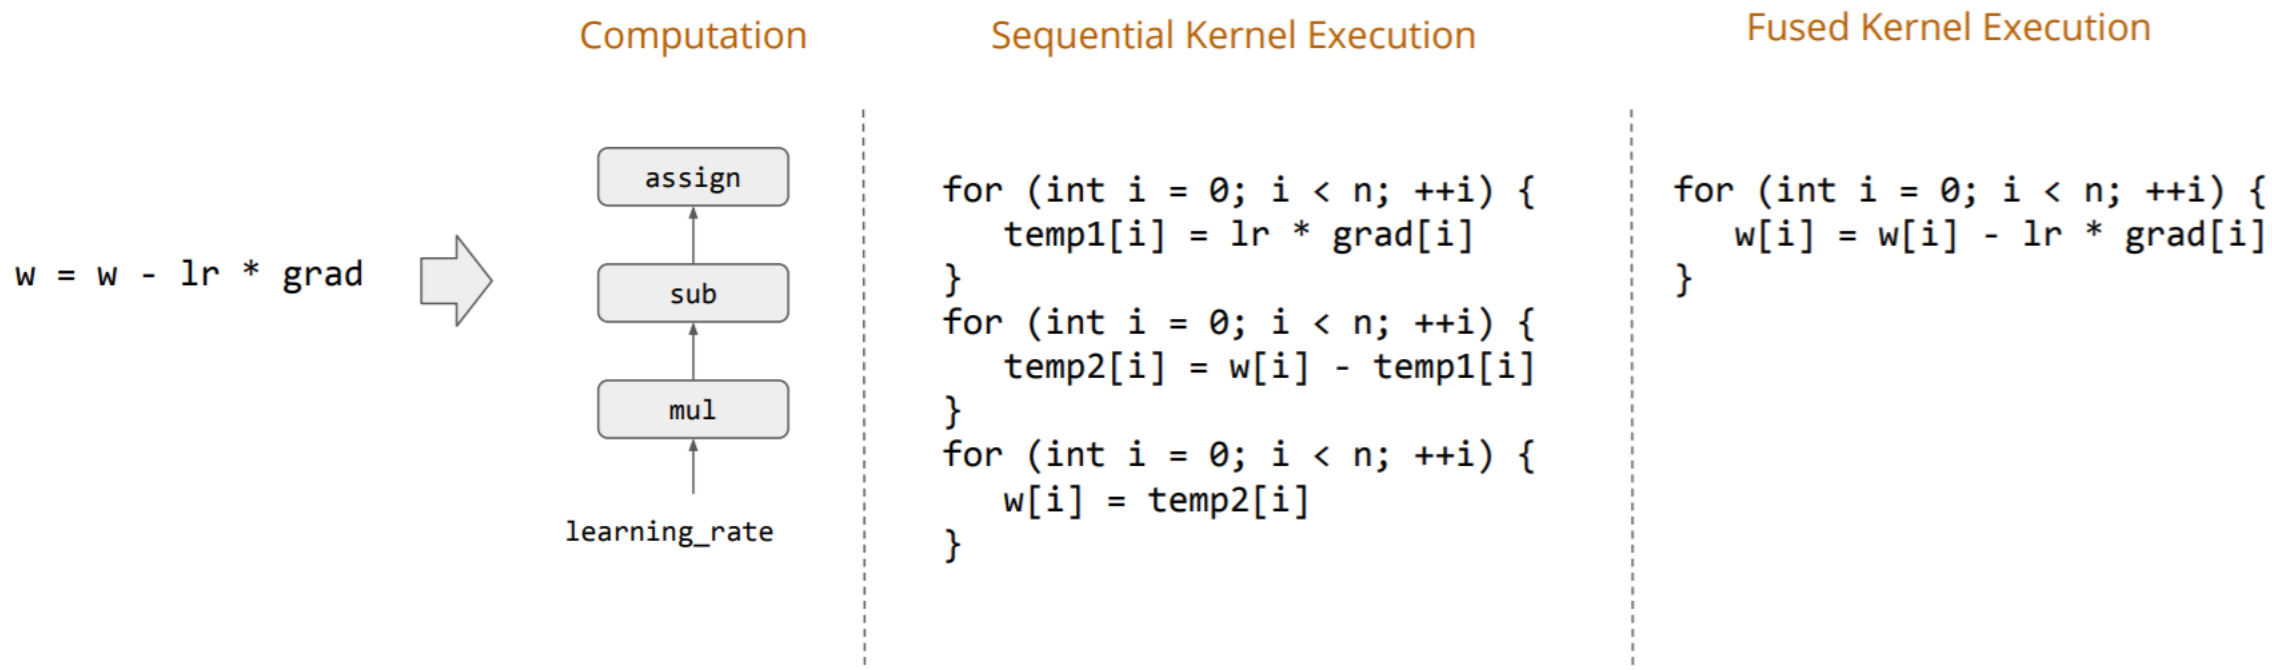 Computation
Sequential Kernel Execution
Fused Kernel Execution
w = w - lr * grad
assign
sub
mul
learning_rate
for (int i = 0; i < n; ++i) {
   temp1[i] = lr * grad[i]
}
for (int i = 0; i < n; ++i) {
   temp2[i] = w[i] - temp1[i]
}
for (int i = 0; i < n; ++i) {
   w[i] = temp2[i]
}
for (int i = 0; i < n; ++i) {
   w[i] = w[i] - lr * grad[i]
}